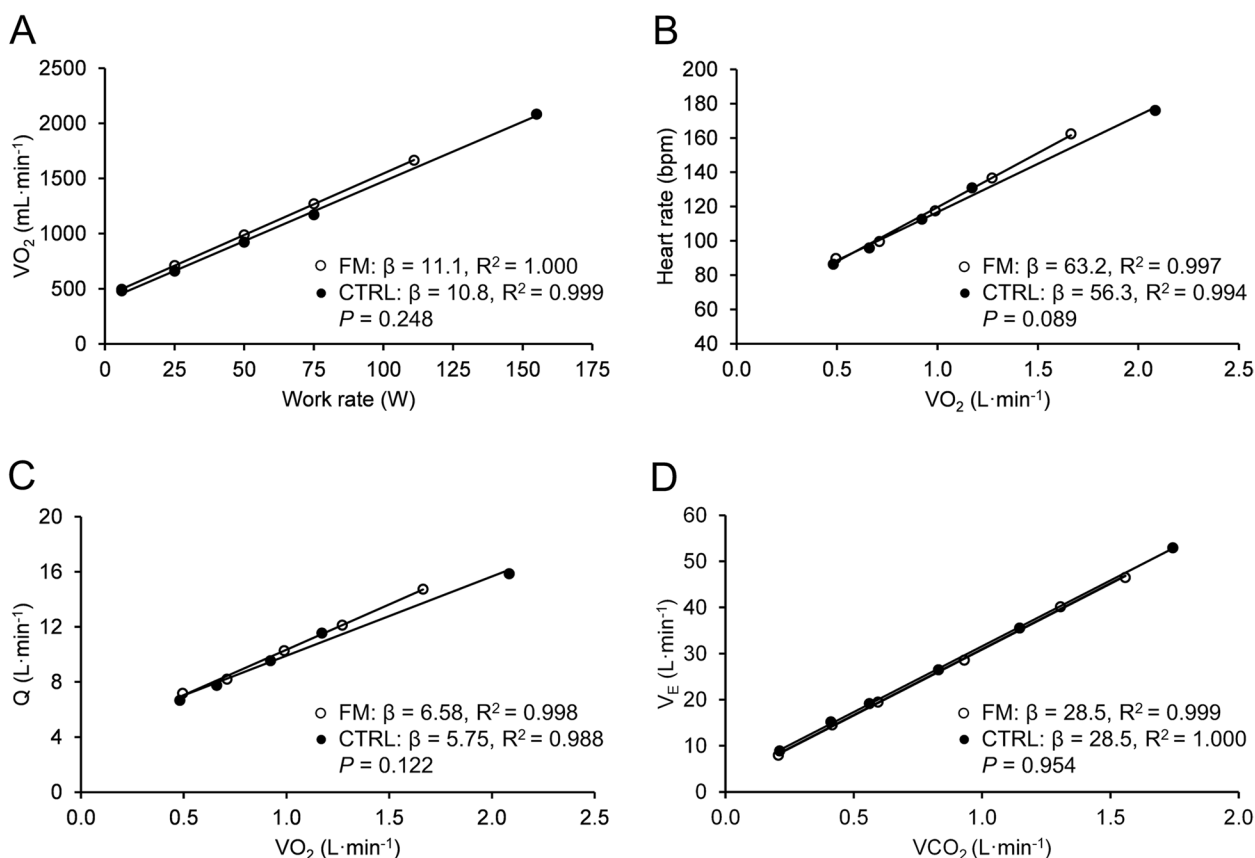 A
2500
2000
1500
1000
500
0
VO₂ (mL·min⁻¹)
FM: β = 11.1, R² = 1.000
CTRL: β = 10.8, R² = 0.999
P = 0.248
0 25 50 75 100 125 150 175
Work rate (W)
B
200
180
160
140
120
100
80
60
40
Heart rate (bpm)
FM: β = 63.2, R² = 0.997
CTRL: β = 56.3, R² = 0.994
P = 0.089
0.0 0.5 1.0 1.5 2.0 2.5
VO₂ (L·min⁻¹)
C
20
16
12
8
4
0
Q (L·min⁻¹)
FM: β = 6.58, R² = 0.998
CTRL: β = 5.75, R² = 0.988
P = 0.122
0.0 0.5 1.0 1.5 2.0 2.5
VO₂ (L·min⁻¹)
D
60
50
40
30
20
10
0
V_E (L·min⁻¹)
FM: β = 28.5, R² = 0.999
CTRL: β = 28.5, R² = 1.000
P = 0.954
0.0 0.5 1.0 1.5 2.0
VCO₂ (L·min⁻¹)